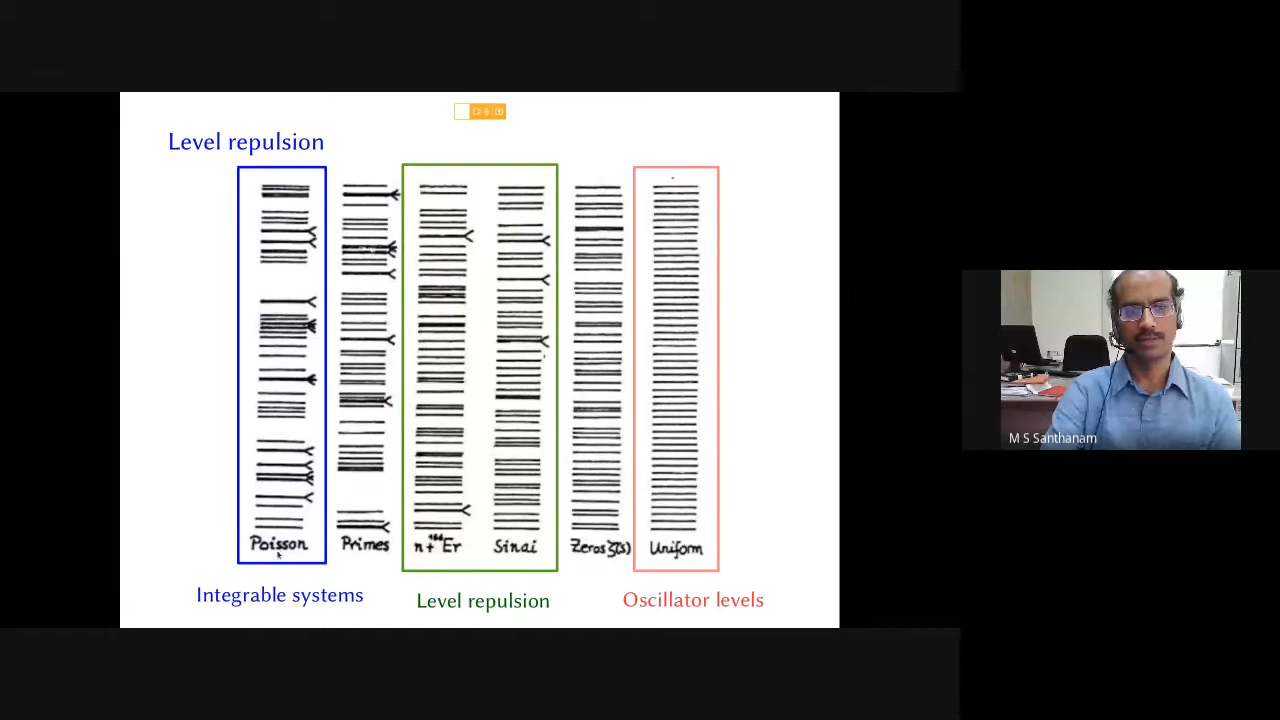 Level repulsion
Poisson
Primes
n + ¹⁶⁶Er
Sinai
Zeros ζ(s)
Uniform
Integrable systems
Level repulsion
Oscillator levels
M S Santhanam